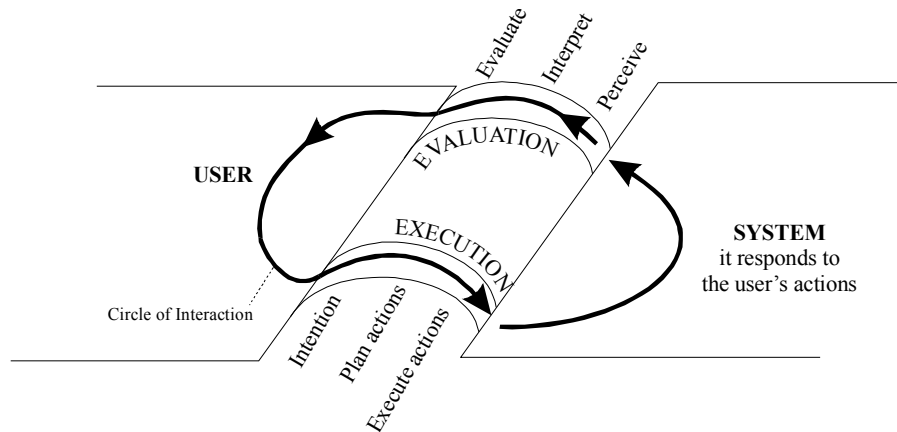 Evaluate
Interpret
Perceive
EVALUATION
USER
EXECUTION
SYSTEM
it responds to
the user’s actions
Circle of Interaction
Intention
Plan actions
Execute actions